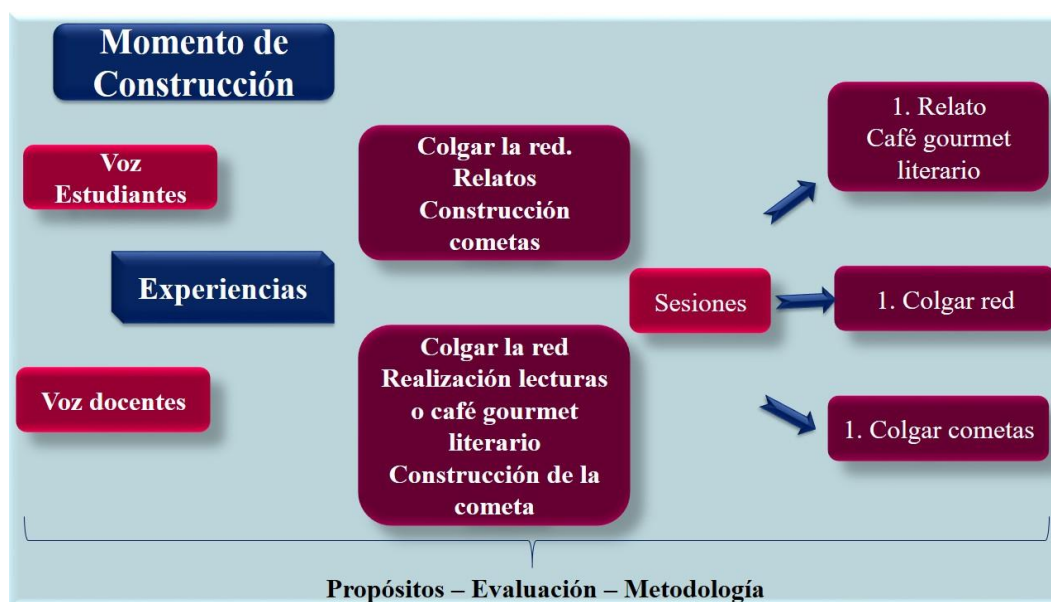 Momento de
Construcción
Voz
Estudiantes
Experiencias
Voz docentes
Colgar la red.
Relatos
Construcción
cometas
Colgar la red
Realización lecturas
o café gourmet
literario
Construcción de la
cometa
Sesiones
1. Relato
Café gourmet
literario
1. Colgar red
1. Colgar cometas
Propósitos – Evaluación – Metodología